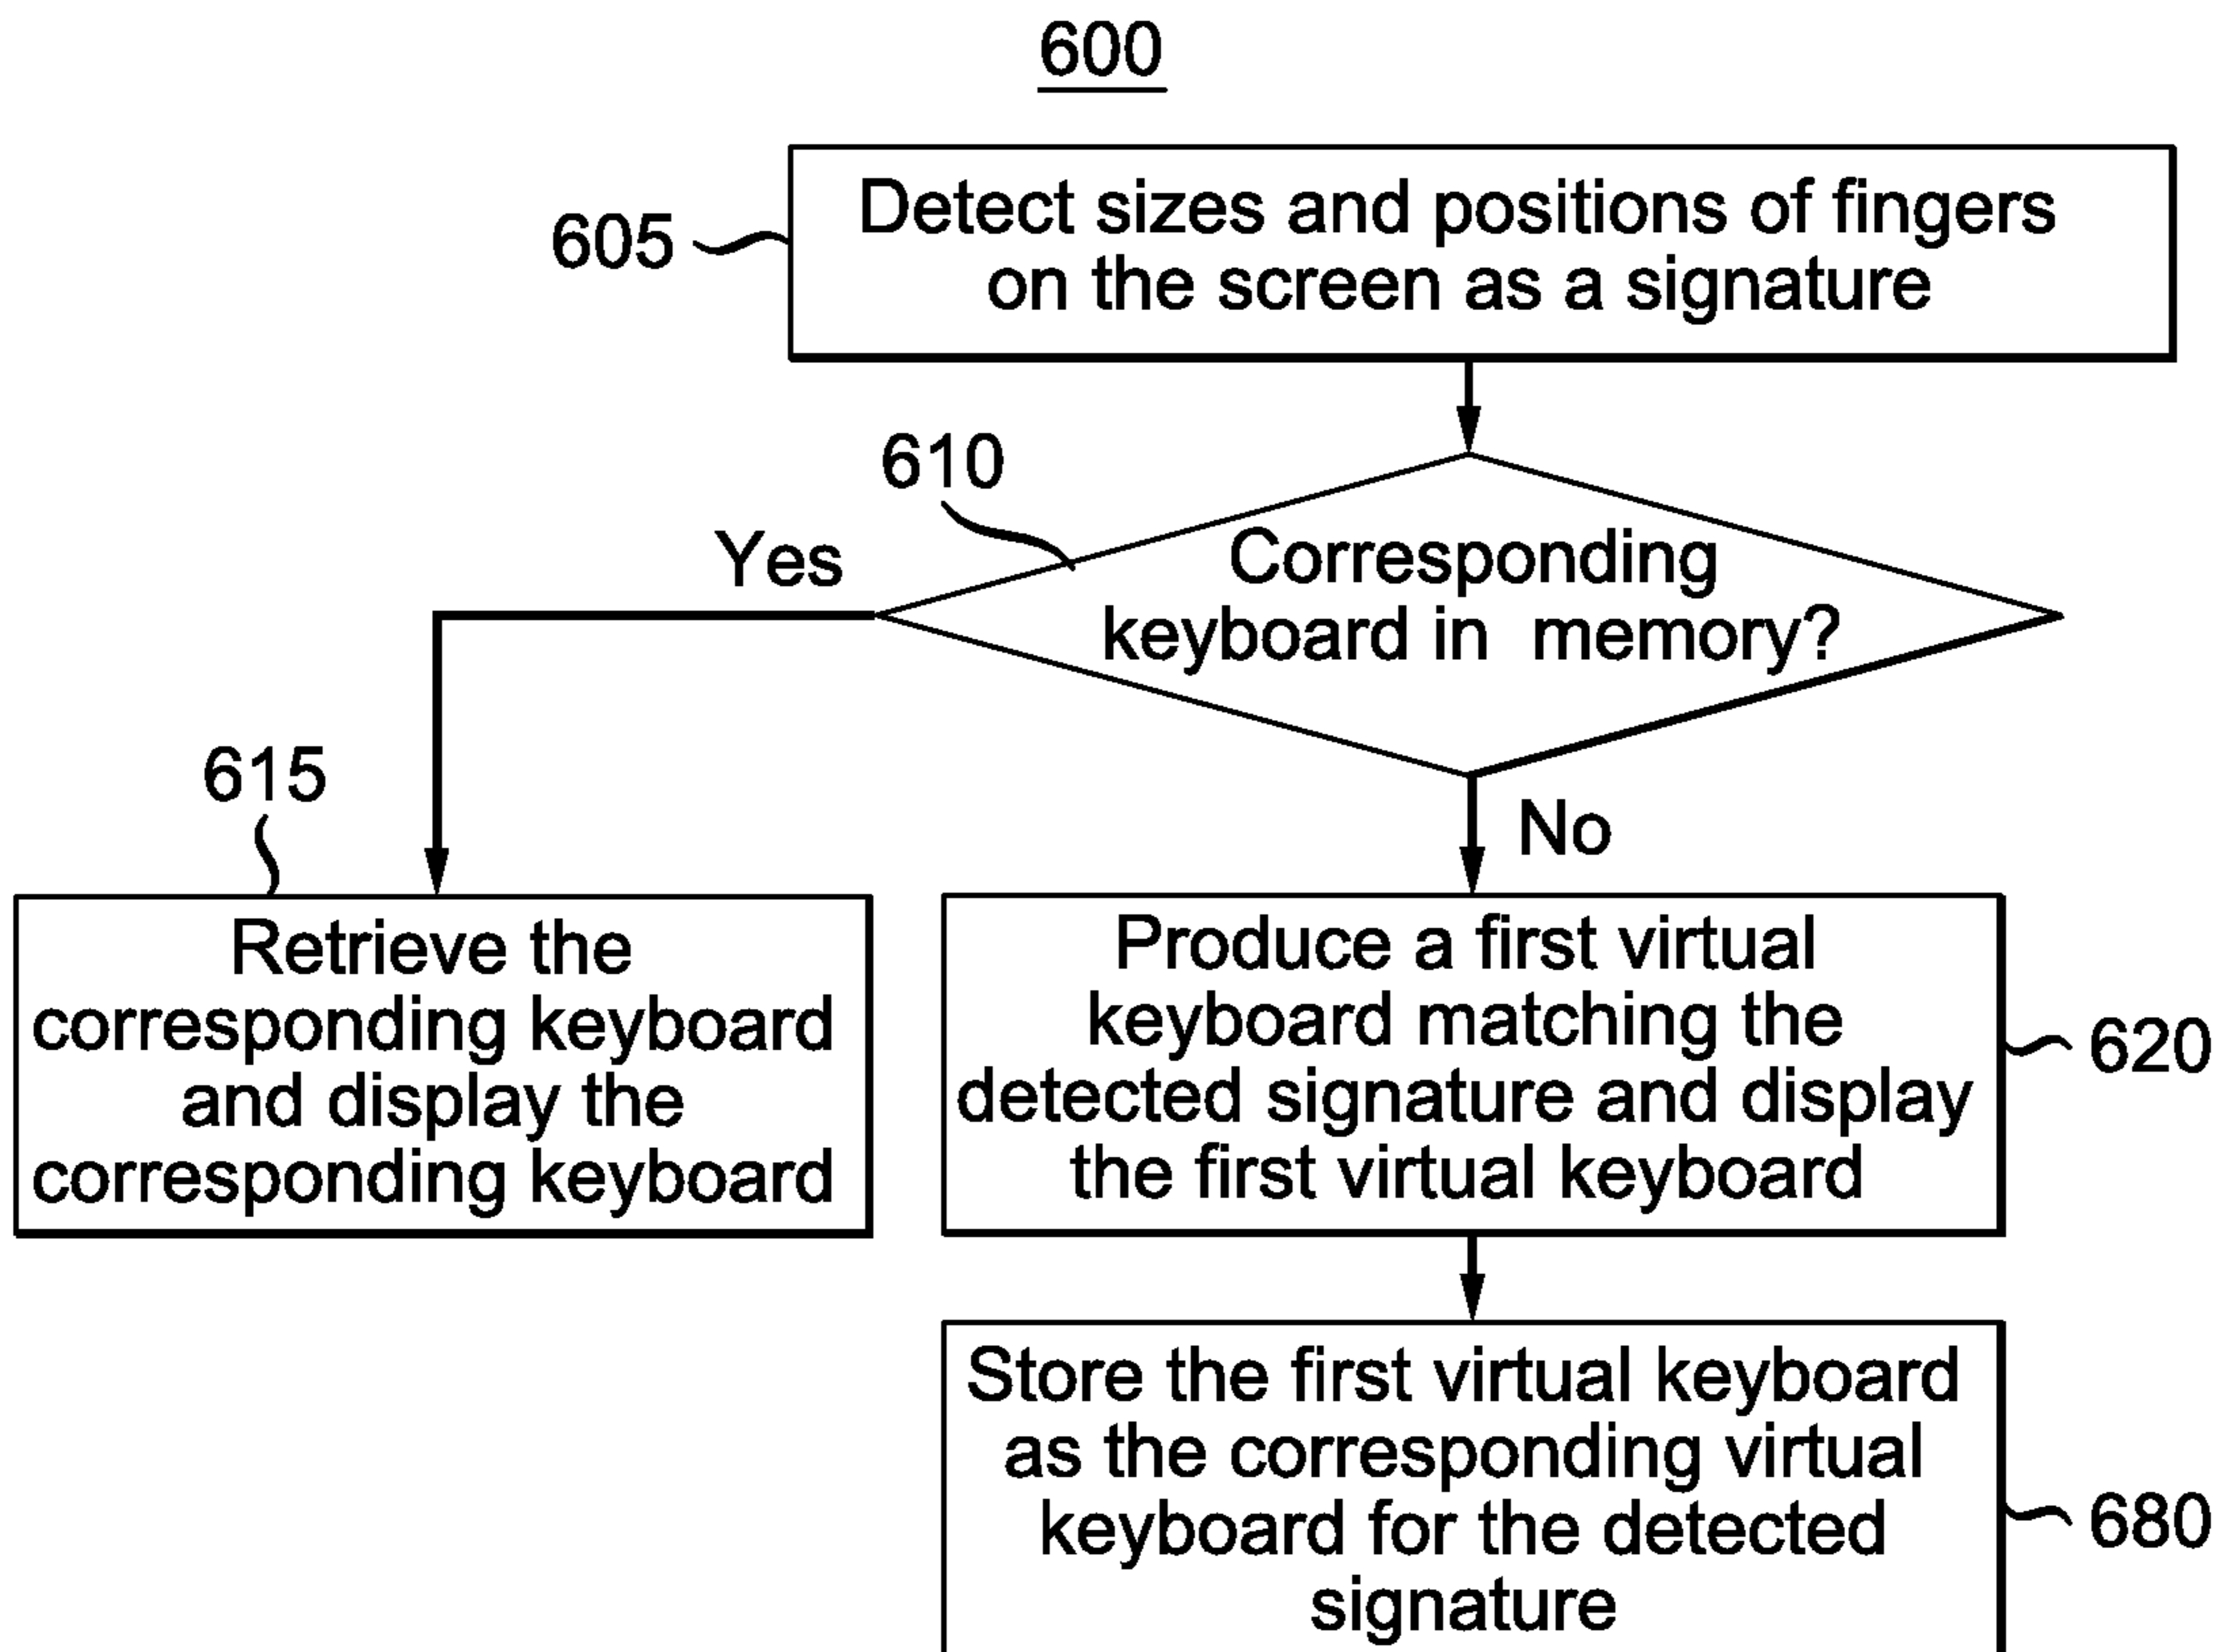 600
605
Detect sizes and positions of fingers
on the screen as a signature
610
Yes
Corresponding
keyboard in memory?
No
615
Retrieve the
corresponding keyboard
and display the
corresponding keyboard
Produce a first virtual
keyboard matching the
detected signature and display
the first virtual keyboard
620
Store the first virtual keyboard
as the corresponding virtual
keyboard for the detected
signature
680